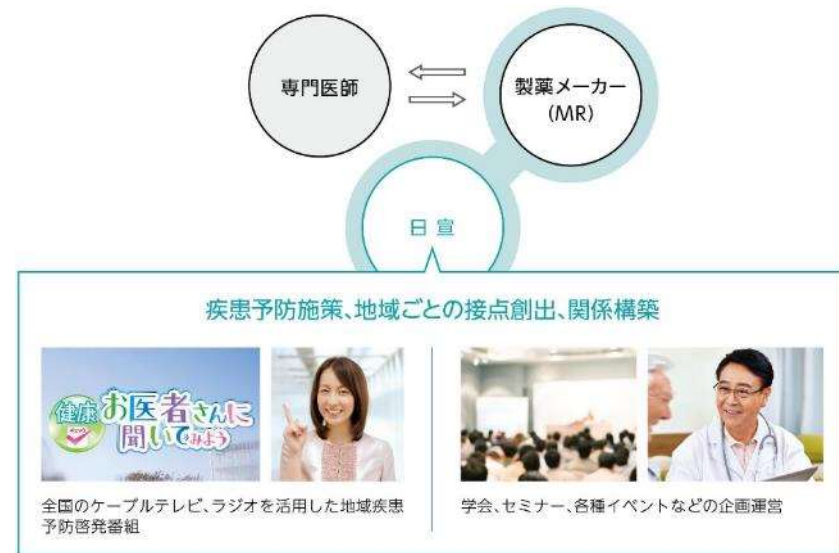 専門医師
製薬メーカー
(MR)
日宣
疾患予防施策、地域ごとの接点創出、関係構築
健康
チェック
お医者さんに
聞いてみよう
全国のケーブルテレビ、ラジオを活用した地域疾患
予防啓発番組
学会、セミナー、各種イベントなどの企画運営